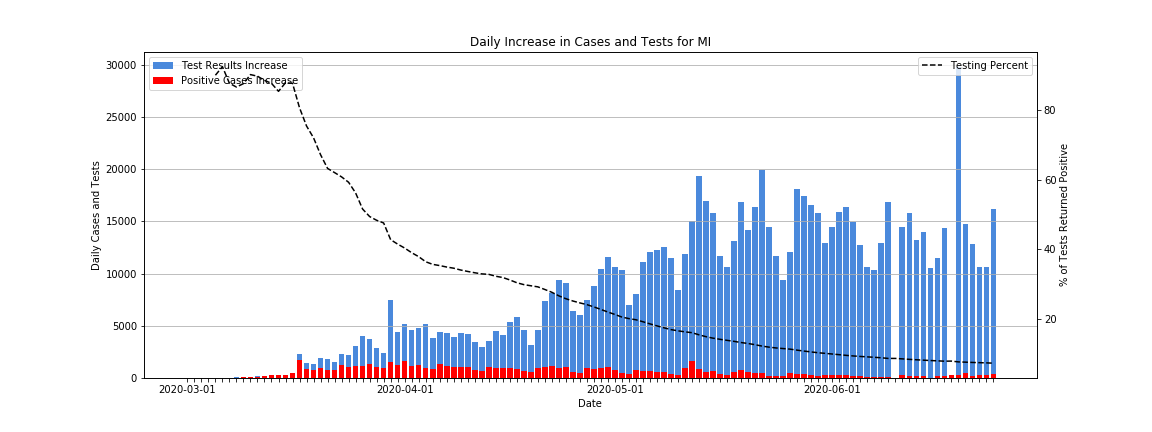 Daily Increase in Cases and Tests for MI
Test Results Increase
Positive Cases Increase
Testing Percent
30000
25000
20000
15000
10000
5000
0
Daily Cases and Tests
80
60
40
20
% of Tests Returned Positive
2020-03-01
2020-04-01
2020-05-01
2020-06-01
Date